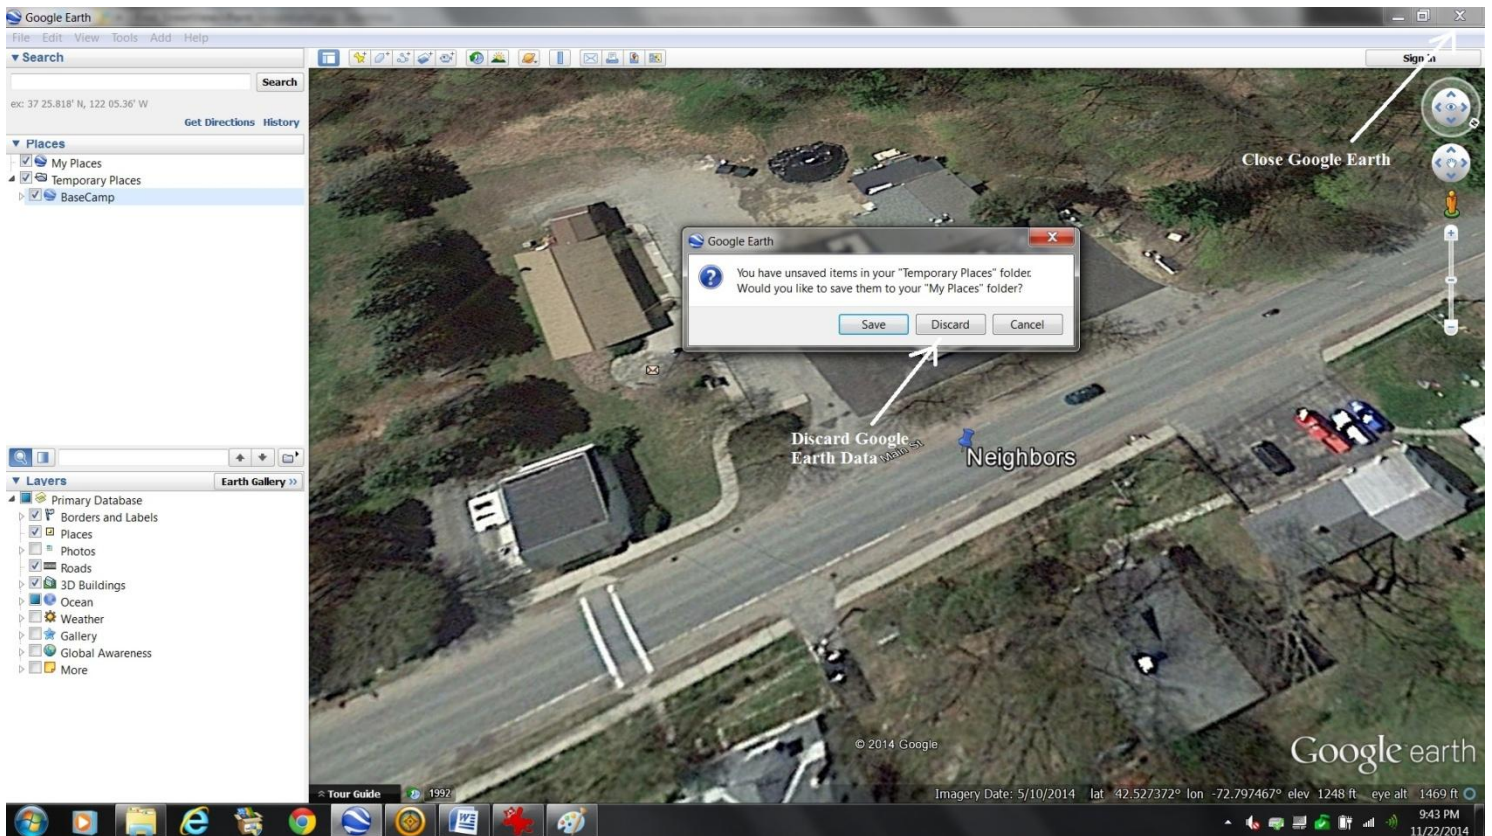 Google Earth
File Edit View Tools Add Help
▼ Search
Sign in
Search
ex: 37 25.818' N, 122 05.36' W
Get Directions History
▼ Places
My Places
Temporary Places
BaseCamp
Close Google Earth
Google Earth
You have unsaved items in your "Temporary Places" folder.
Would you like to save them to your "My Places" folder?
Save Discard Cancel
Discard Google
Earth Data
Main St
Neighbors
▼ Layers
Earth Gallery »
Primary Database
Borders and Labels
Places
Photos
Roads
3D Buildings
Ocean
Weather
Gallery
Global Awareness
More
© 2014 Google
Google earth
Tour Guide
1992
Imagery Date: 5/10/2014 lat 42.527372° lon -72.797467° elev 1248 ft eye alt 1469 ft
9:43 PM
11/22/2014